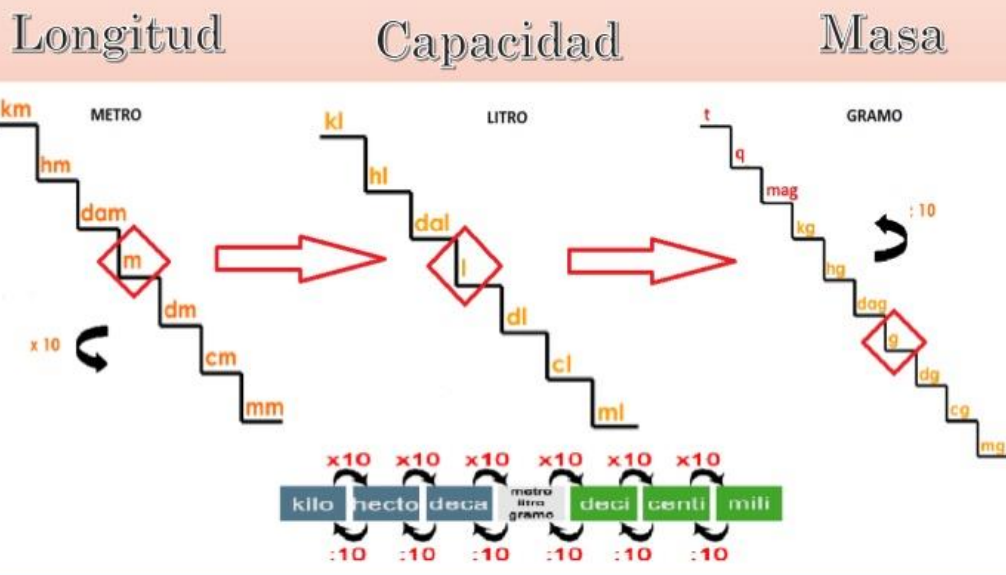 Longitud
Capacidad
Masa
METRO
km
hm
dam
m
dm
cm
mm
x 10
LITRO
kl
hl
dal
l
dl
cl
ml
GRAMO
t
q
mag
kg
hg
dag
g
dg
cg
mg
: 10
x10 x10 x10 x10 x10 x10
kilo hecto deca metro litro gramo deci centi mili
:10 :10 :10 :10 :10 :10